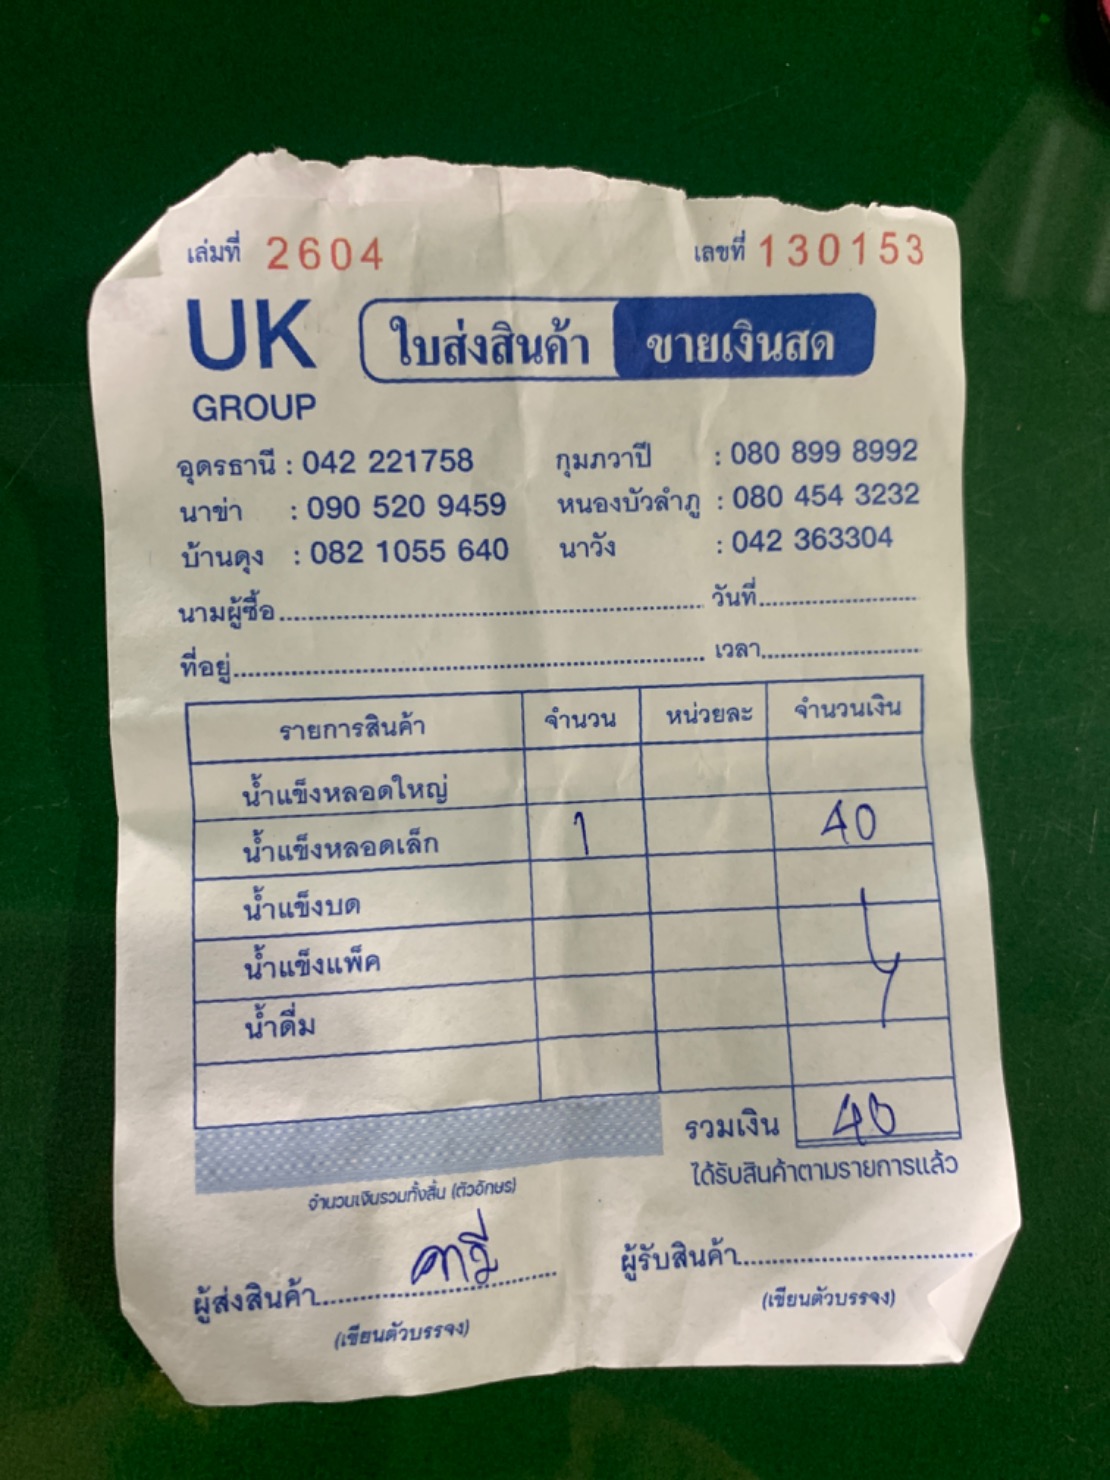 เล่มที่ 2604 เลขที่ 130153
UK ใบส่งสินค้า ขายเงินสด
GROUP
อุดรธานี : 042 221758 กุมภวาปี : 080 899 8992
นาข่า : 090 520 9459 หนองบัวลำภู : 080 454 3232
บ้านดุง : 082 1055 640 นาวัง : 042 363304
นามผู้ซื้อ วันที่
ที่อยู่ เวลา
รายการสินค้า จำนวน หน่วยละ จำนวนเงิน
น้ำแข็งหลอดใหญ่
น้ำแข็งหลอดเล็ก 1 40
น้ำแข็งบด
น้ำแข็งแพ็ค
น้ำดื่ม
รวมเงิน 40
ได้รับสินค้าตามรายการแล้ว
จำนวนเงินรวมทั้งสิ้น (ตัวอักษร)
ผู้ส่งสินค้า ผู้รับสินค้า
(เขียนตัวบรรจง) (เขียนตัวบรรจง)